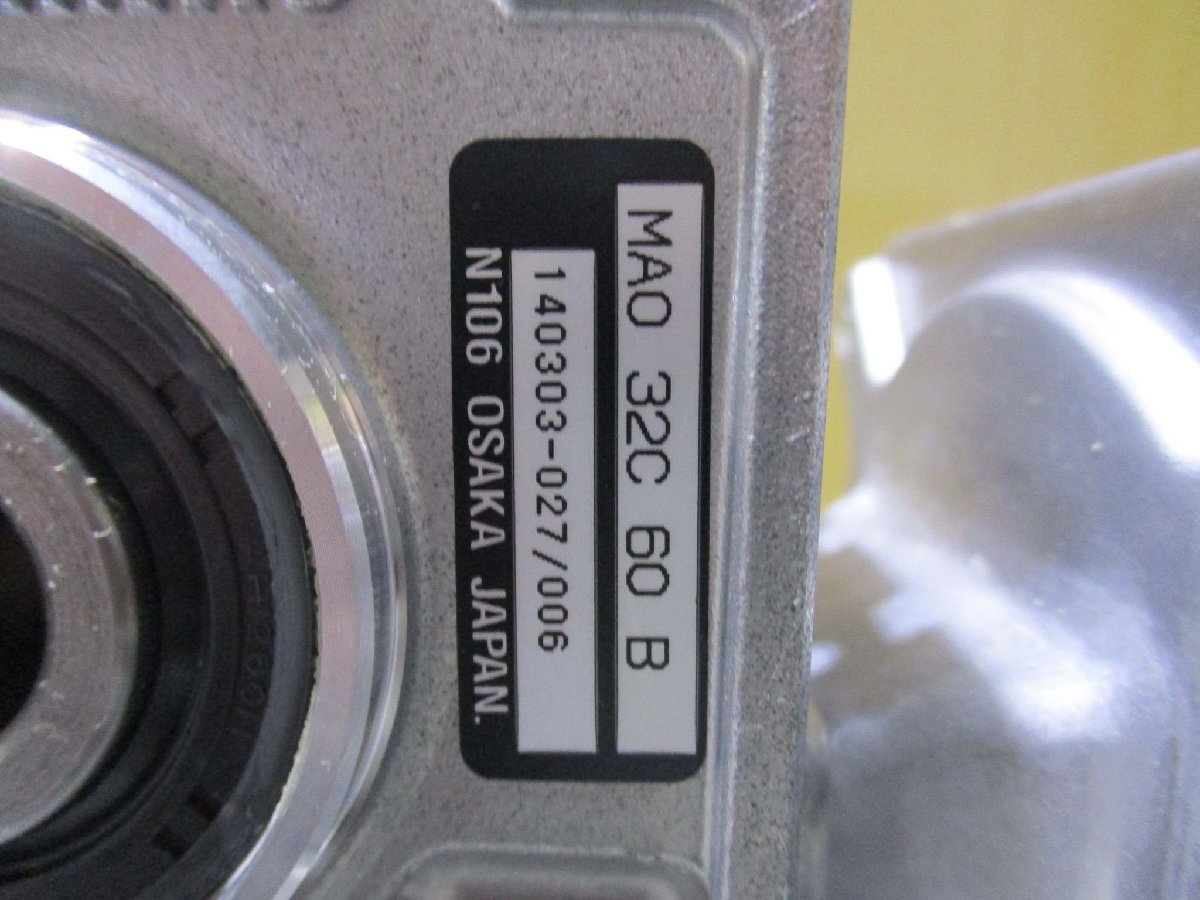 MAO 32C 60 B
140303-027/006
N106 OSAKA JAPAN.